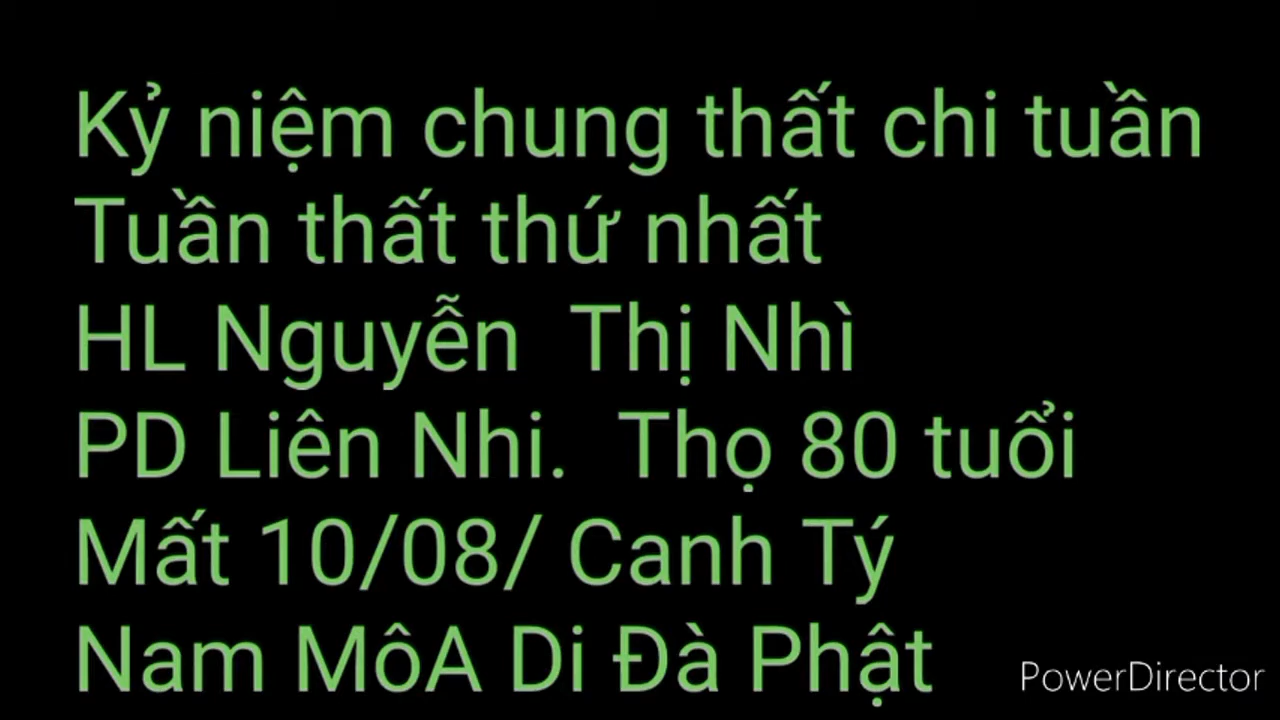 Kỷ niệm chung thất chi tuần
Tuần thất thứ nhất
HL Nguyễn Thị Nhì
PD Liên Nhi. Thọ 80 tuổi
Mất 10/08/ Canh Tý
Nam MôA Di Đà Phật
PowerDirector